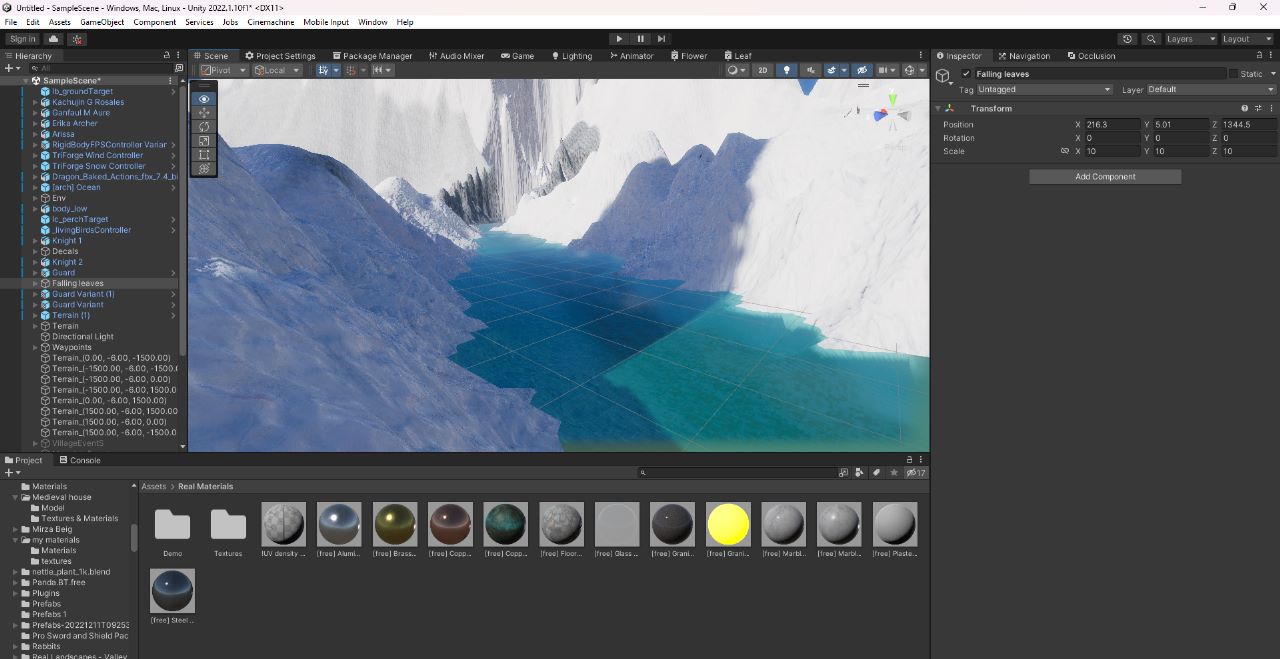 Untitled - SampleScene - Windows, Mac, Linux - Unity 2022.1.10f1* <DX11>
File Edit Assets GameObject Component Services Jobs Cinemachine Mobile Input Window Help
Sign in Layers Layout
Hierarchy
All
SampleScene*
lb_groundTarget
Kachujin G Rosales
Ganfaul M Aure
Erika Archer
Arissa
RigidBodyFPSController Varian
TriForge Wind Controller
TriForge Snow Controller
Dragon_Baked_Actions_fbx_7.4_bi
[arch] Ocean
Env
body_low
lc_perchTarget
_livingBirdsController
Knight 1
Decals
Knight 2
Guard
Falling leaves
Guard Variant (1)
Guard Variant
Terrain (1)
Terrain
Directional Light
Waypoints
Terrain_(0.00, -6.00, -1500.00)
Terrain_(-1500.00, -6.00, -1500.(
Terrain_(-1500.00, -6.00, 0.00)
Terrain_(-1500.00, -6.00, 1500.0
Terrain_(0.00, -6.00, 1500.00)
Terrain_(1500.00, -6.00, 1500.00
Terrain_(1500.00, -6.00, 0.00)
Terrain_(1500.00, -6.00, -1500.0
VillageEventS
Scene Project Settings Package Manager Audio Mixer Game Lighting Animator Flower Leaf
Pivot Local 2D
Persp
Inspector Navigation Occlusion
Falling leaves Static
Tag Untagged Layer Default
Transform
Position X 216.3 Y 5.01 Z 1344.5
Rotation X 0 Y 0 Z 0
Scale X 10 Y 10 Z 10
Add Component
Project Console
17
Materials
Medieval house
Model
Textures & Materials
Mirza Beig
my materials
Materials
textures
nettle_plant_1k.blend
Panda.BT.free
Plugins
Prefabs
Prefabs 1
Prefabs-20221211T09253
Pro Sword and Shield Pac
Rabbits
Real Landscapes - Valley
Assets > Real Materials
Demo Textures !UV density ... [free] Alumi... [free] Brass... [free] Copp... [free] Copp... [free] Floor... [free] Glass ... [free] Grani... [free] Grani... [free] Marbl... [free] Marbl... [free] Plaste...
[free] Steel ...